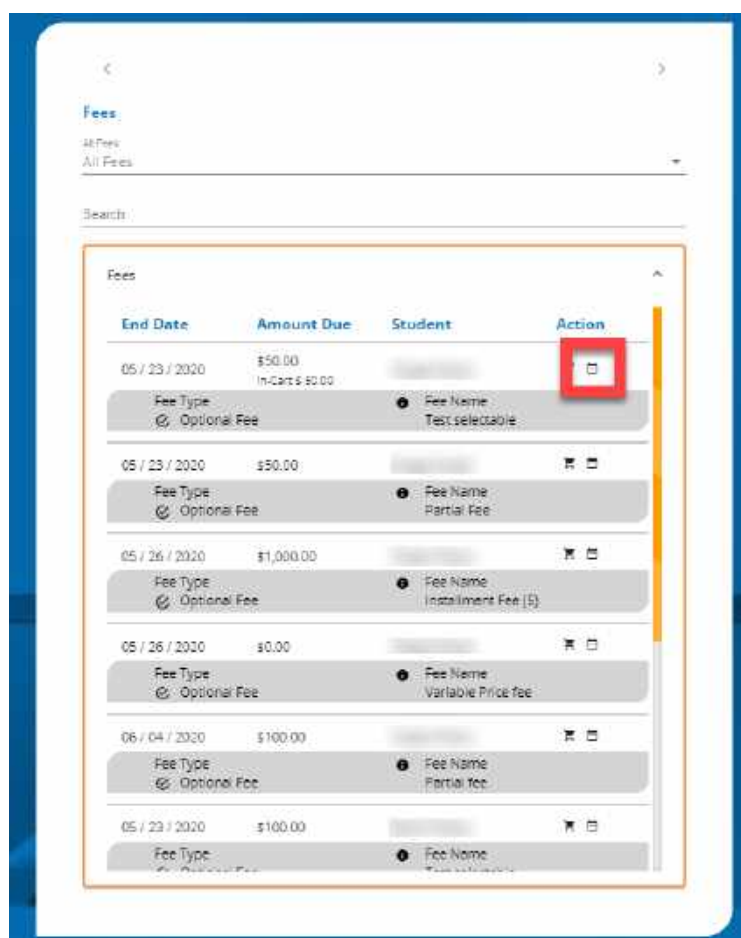 Fees
All Fees
All Fees
Search
Fees
End Date Amount Due Student Action
05 / 23 / 2020 $50.00
In-Cart $ 50.00
Fee Type Fee Name
Optional Fee Test selectable
05 / 23 / 2020 $50.00
Fee Type Fee Name
Optional Fee Partial Fee
05 / 26 / 2020 $1,000.00
Fee Type Fee Name
Optional Fee Installment Fee (5)
05 / 26 / 2020 $0.00
Fee Type Fee Name
Optional Fee Variable Price fee
06 / 04 / 2020 $100.00
Fee Type Fee Name
Optional Fee Partial fee
05 / 23 / 2020 $100.00
Fee Type Fee Name